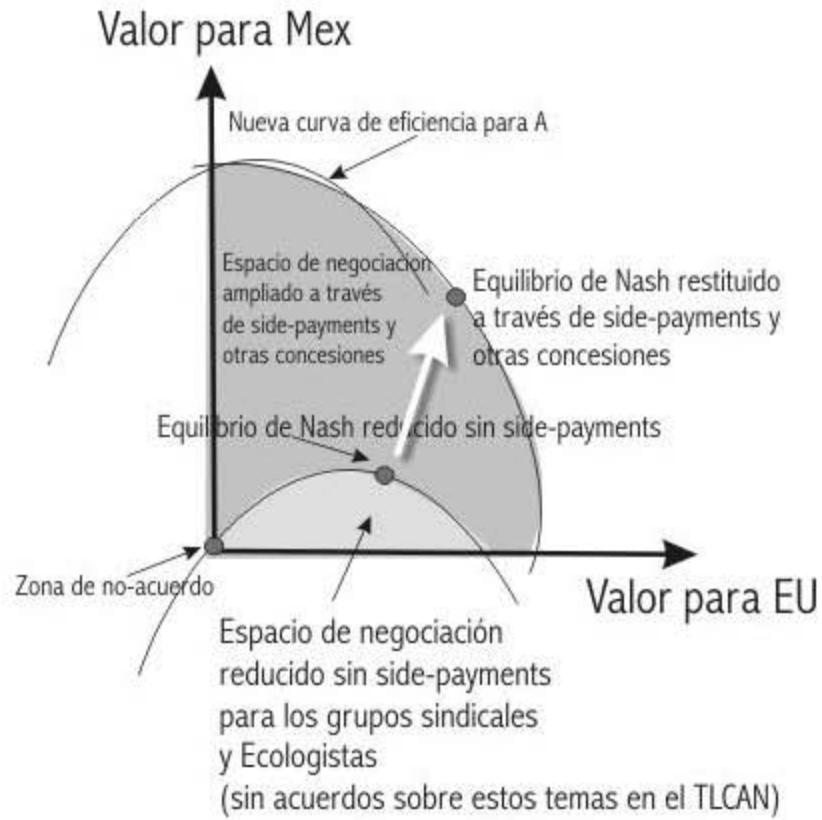 Valor para Mex
Nueva curva de eficiencia para A
Espacio de negociación
ampliado a través
de side-payments y
otras concesiones
Equilibrio de Nash restituido
a través de side-payments y
otras concesiones
Equilibrio de Nash reducido sin side-payments
Zona de no-acuerdo
Valor para EU
Espacio de negociación
reducido sin side-payments
para los grupos sindicales
y Ecologistas
(sin acuerdos sobre estos temas en el TLCAN)